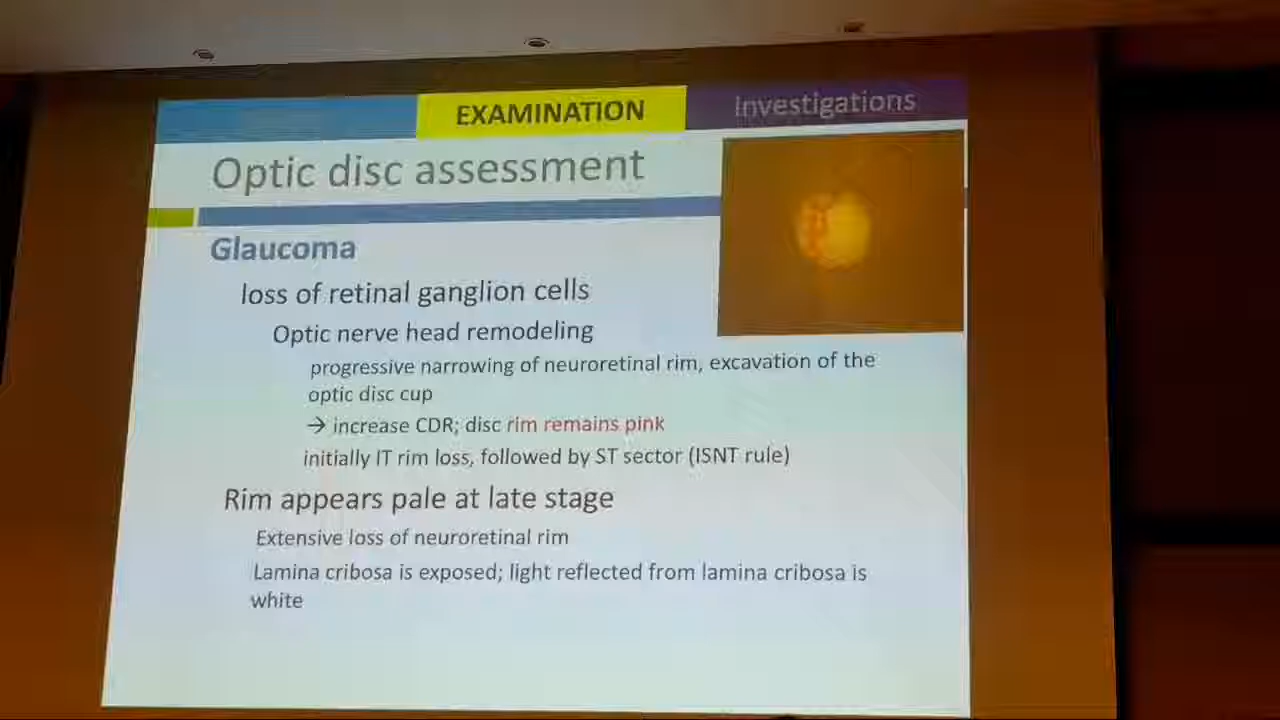 EXAMINATION
Investigations
Optic disc assessment
Glaucoma
loss of retinal ganglion cells
Optic nerve head remodeling
progressive narrowing of neuroretinal rim, excavation of the
optic disc cup
→ increase CDR; disc rim remains pink
initially IT rim loss, followed by ST sector (ISNT rule)
Rim appears pale at late stage
Extensive loss of neuroretinal rim
Lamina cribosa is exposed; light reflected from lamina cribosa is
white